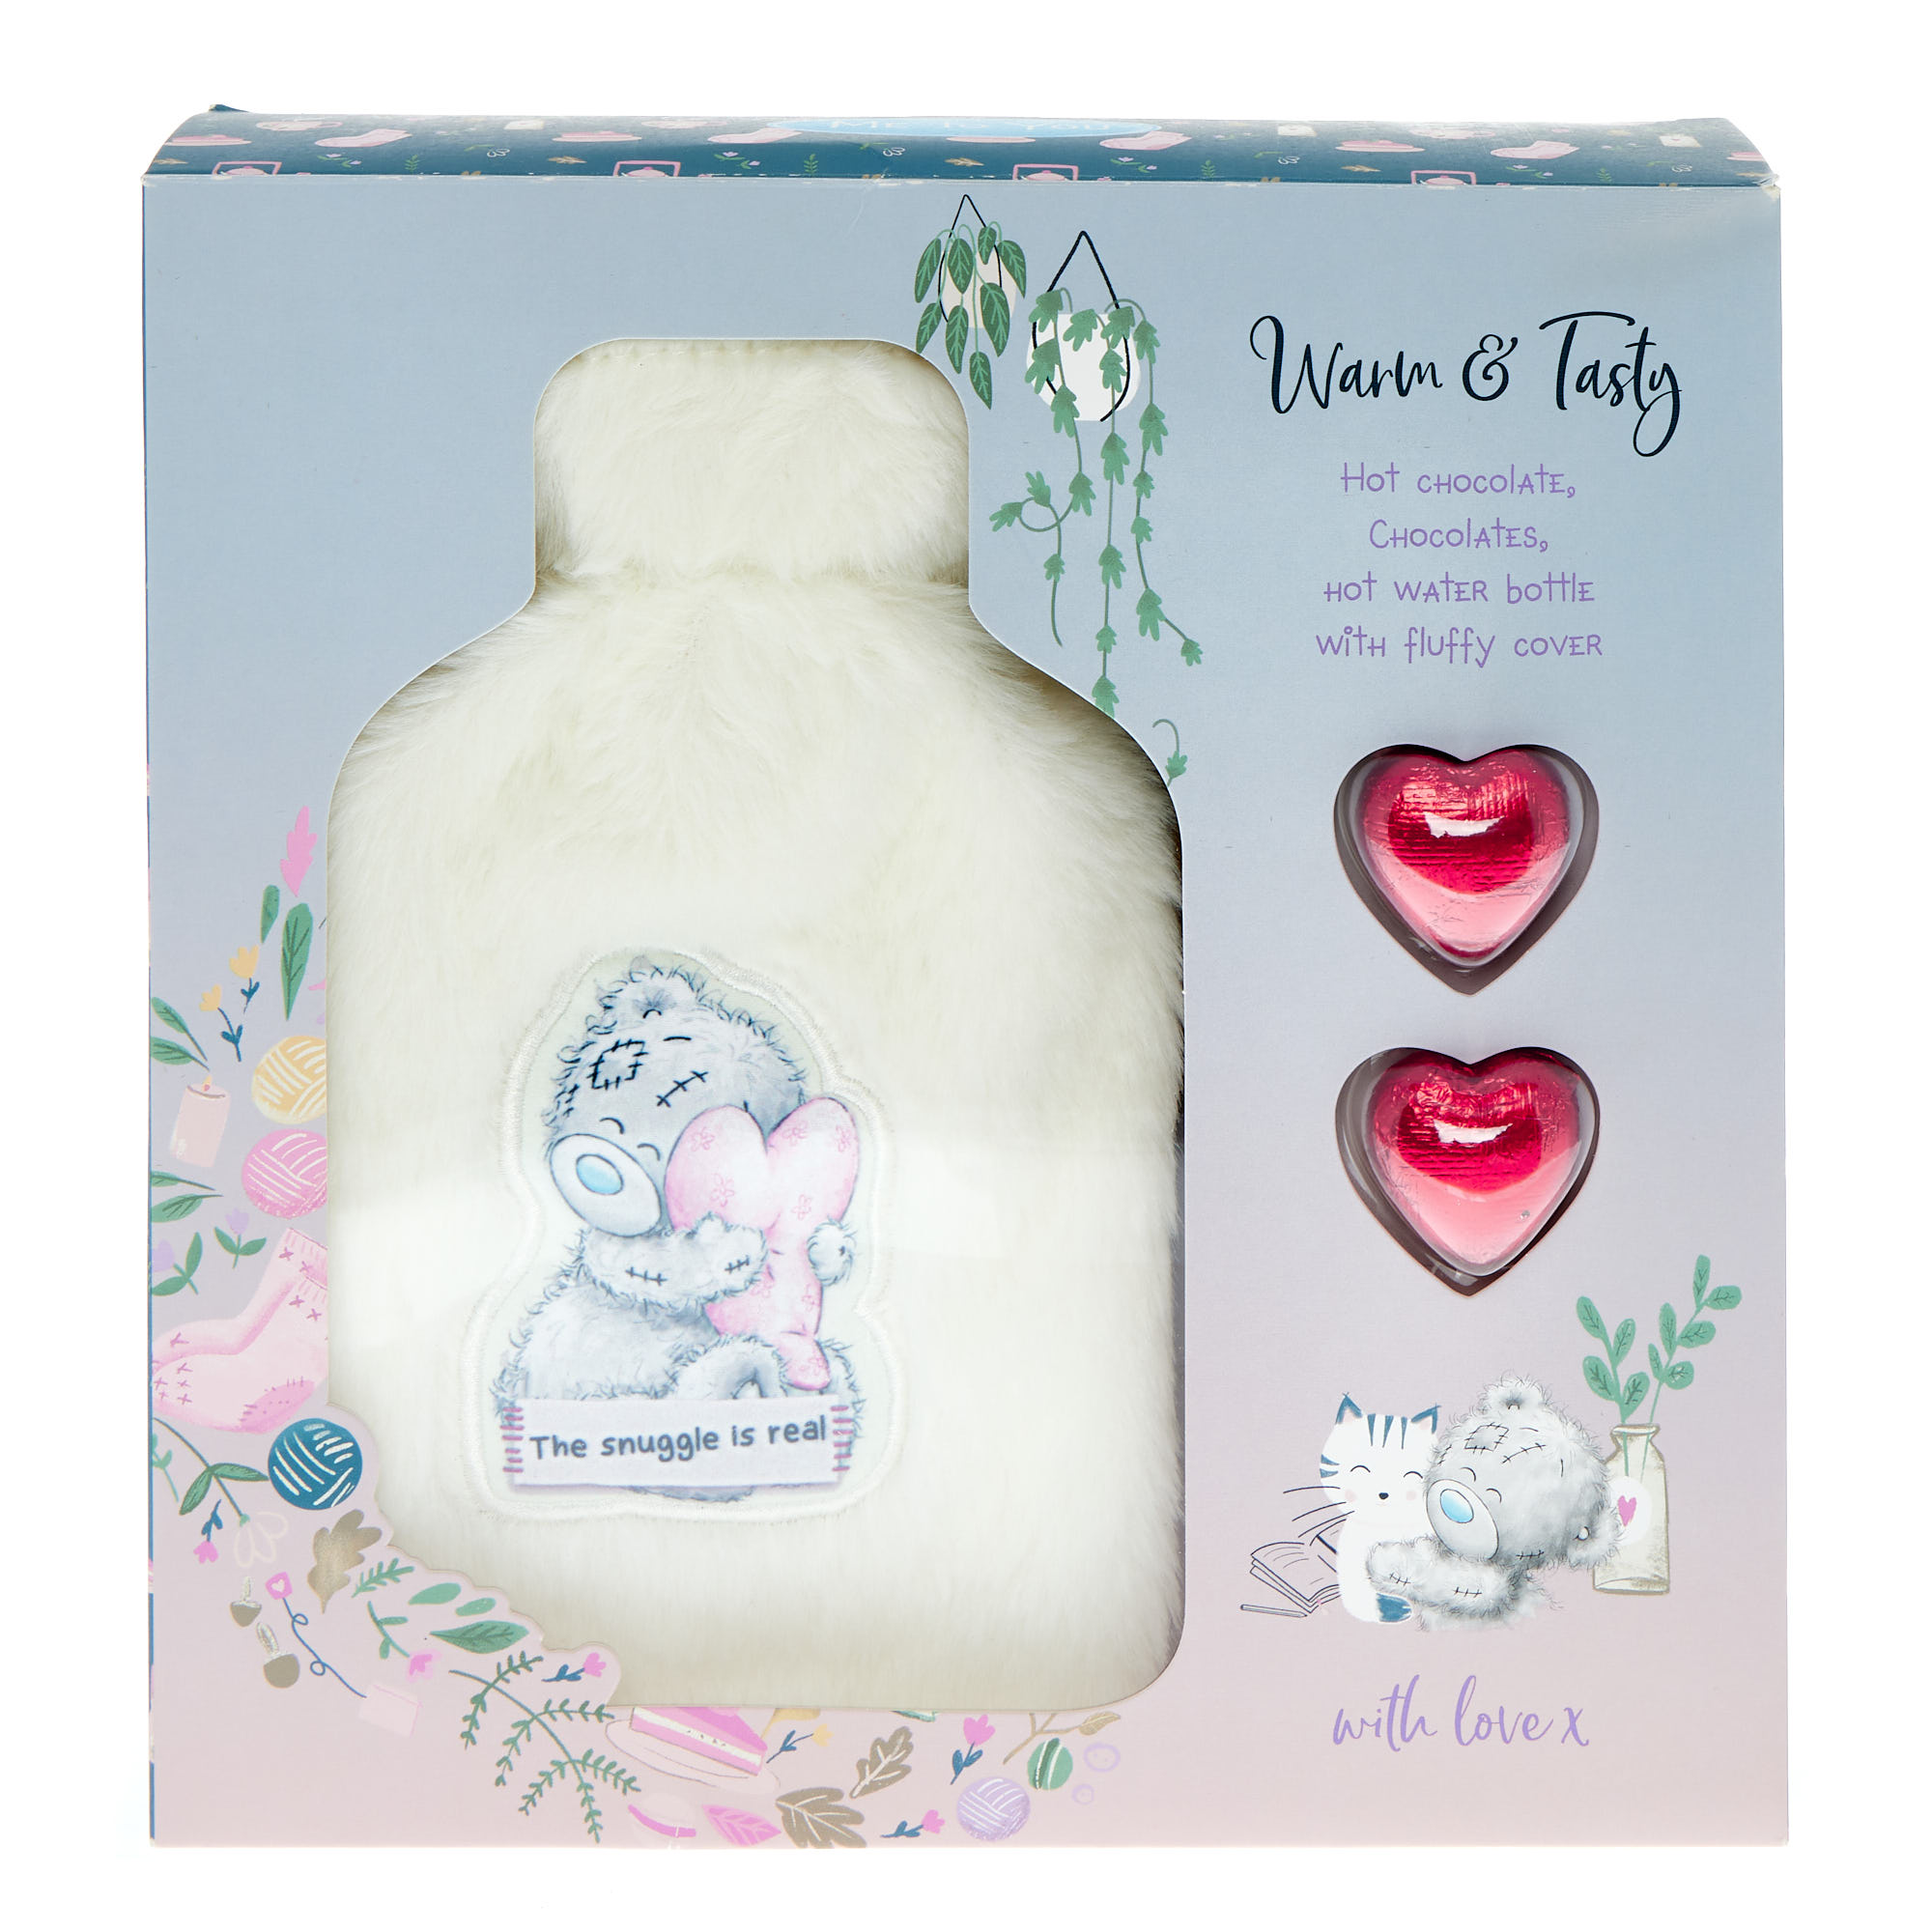 Warm & Tasty
Hot chocolate,
Chocolates,
hot water bottle
with fluffy cover
The snuggle is real
with love x